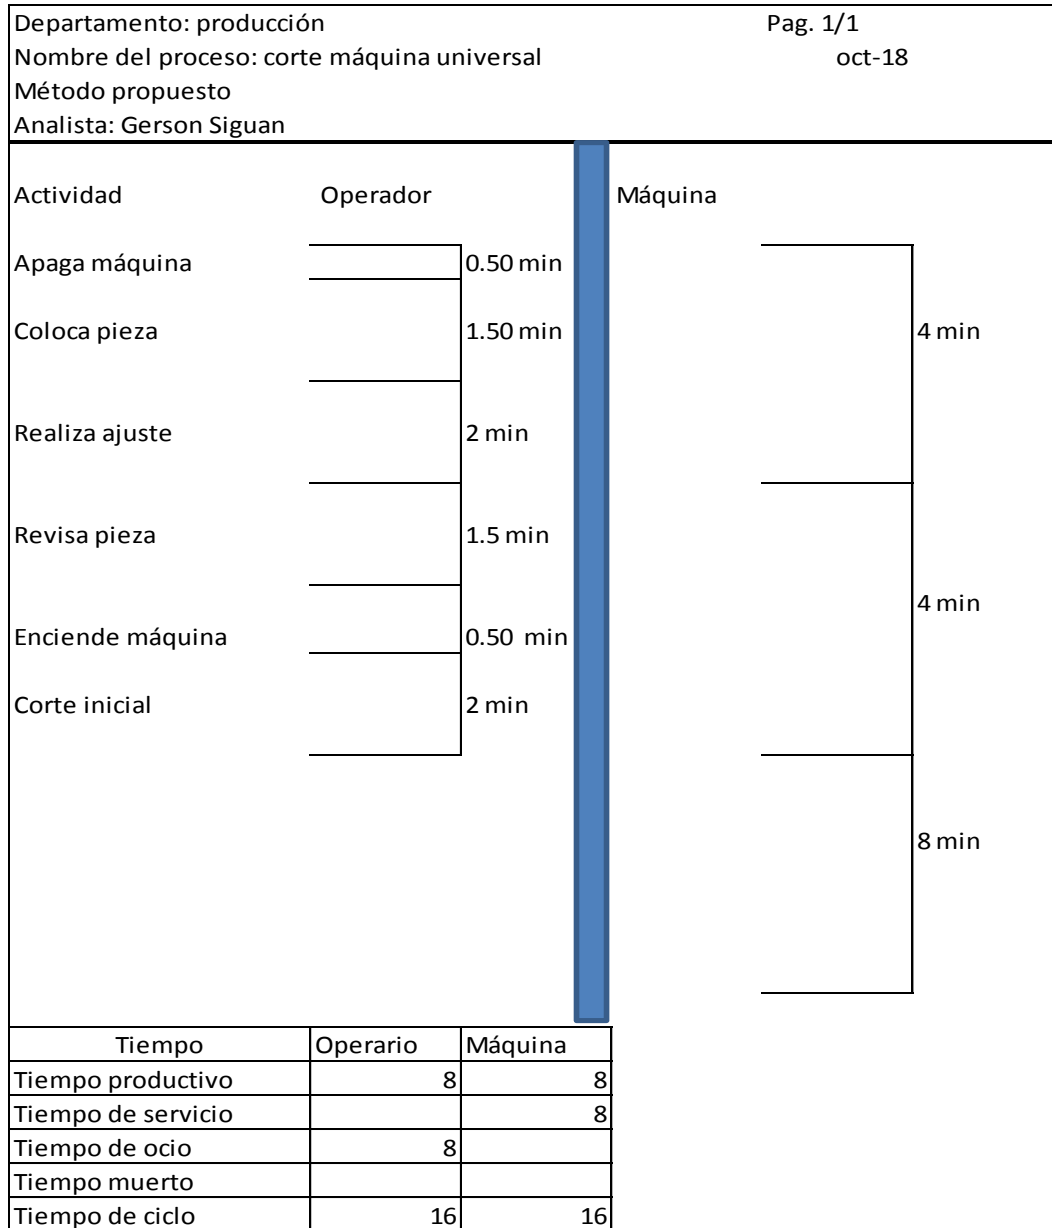 Departamento: producción Pag. 1/1
Nombre del proceso: corte máquina universal oct-18
Método propuesto
Analista: Gerson Siguan
Actividad Operador Máquina
Apaga máquina 0.50 min
Coloca pieza 1.50 min 4 min
Realiza ajuste 2 min
Revisa pieza 1.5 min
4 min
Enciende máquina 0.50 min
Corte inicial 2 min
8 min
Tiempo Operario Máquina
Tiempo productivo 8 8
Tiempo de servicio 8
Tiempo de ocio 8
Tiempo muerto
Tiempo de ciclo 16 16